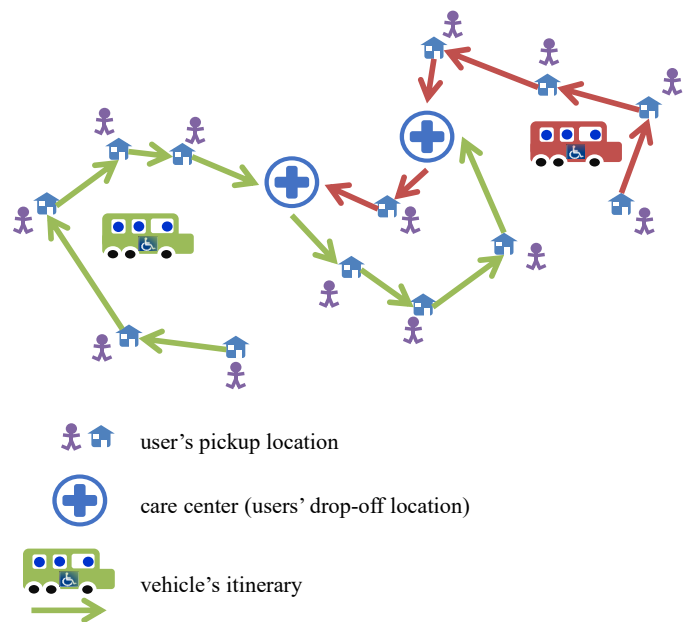 user’s pickup location
care center (users’ drop-off location)
vehicle’s itinerary